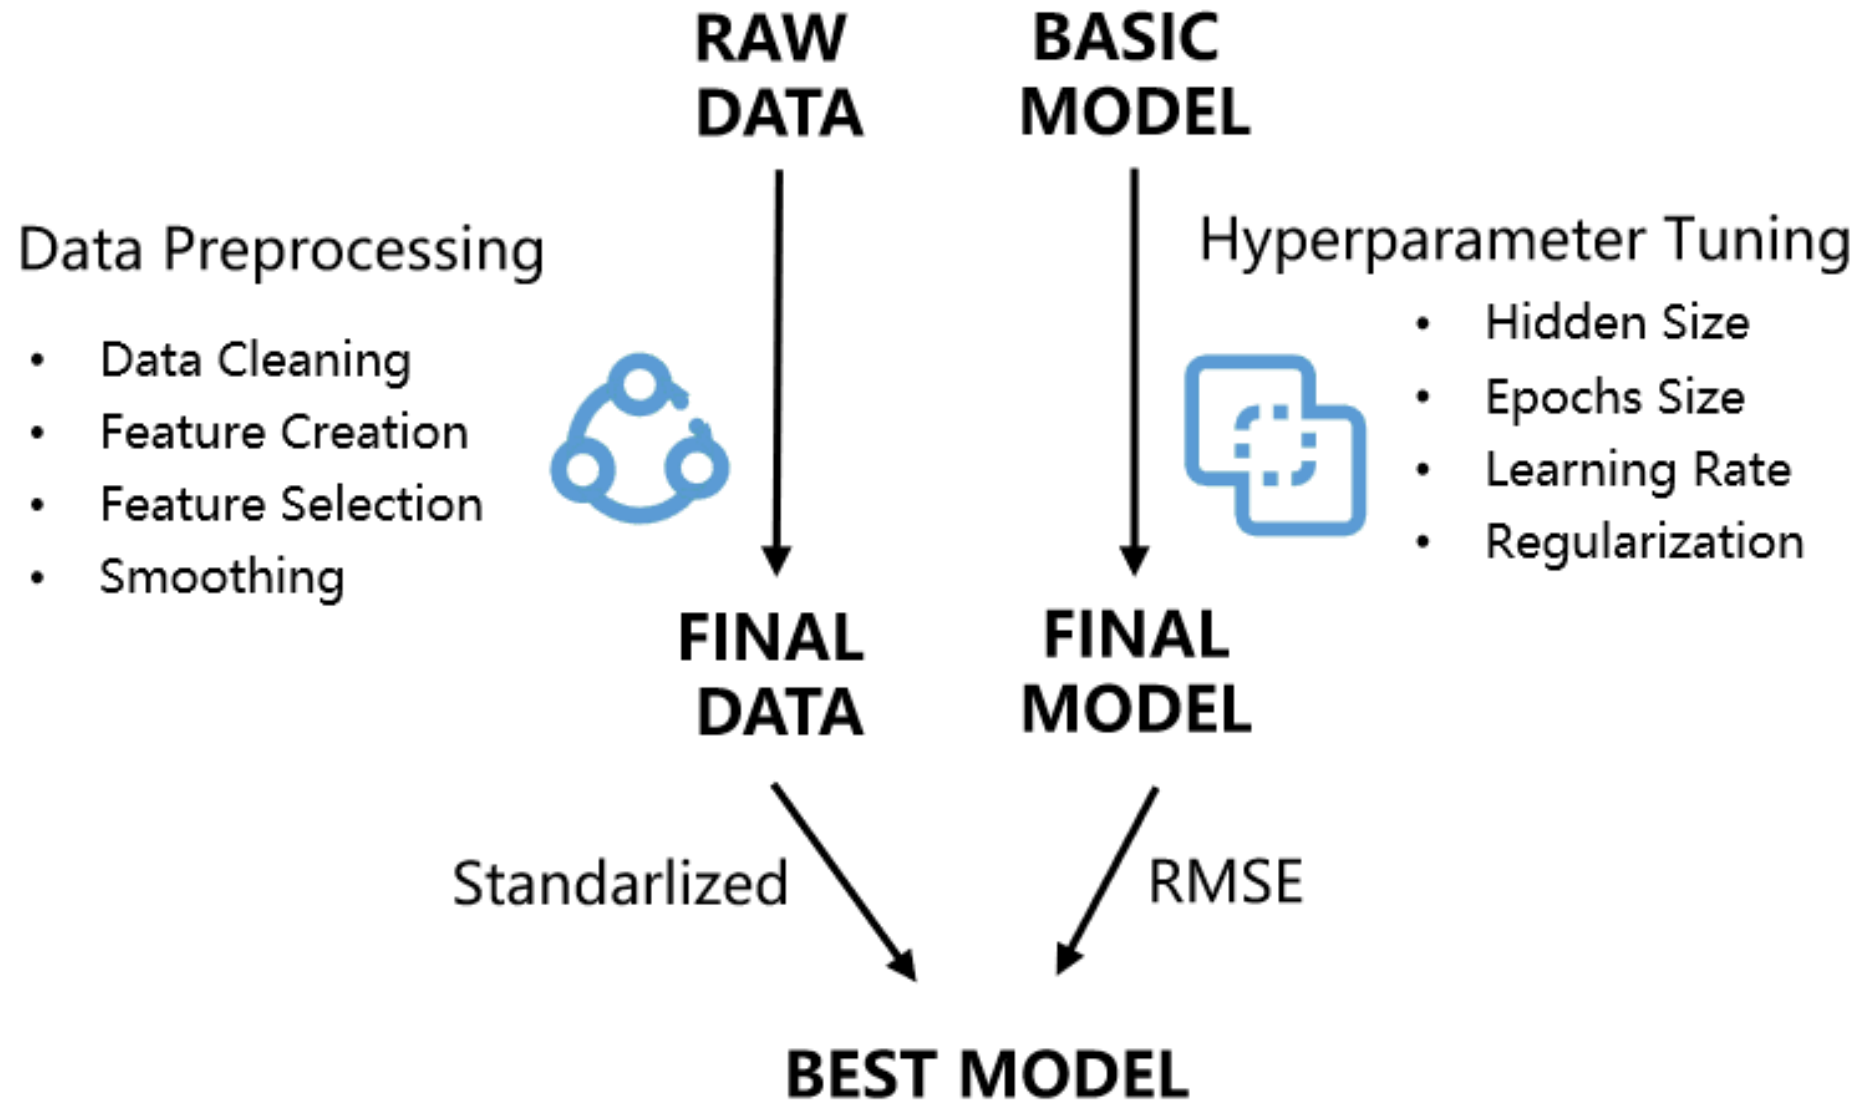 RAW
DATA
BASIC
MODEL
Data Preprocessing
• Data Cleaning
• Feature Creation
• Feature Selection
• Smoothing
Hyperparameter Tuning
• Hidden Size
• Epochs Size
• Learning Rate
• Regularization
FINAL
DATA
FINAL
MODEL
Standarlized
RMSE
BEST MODEL